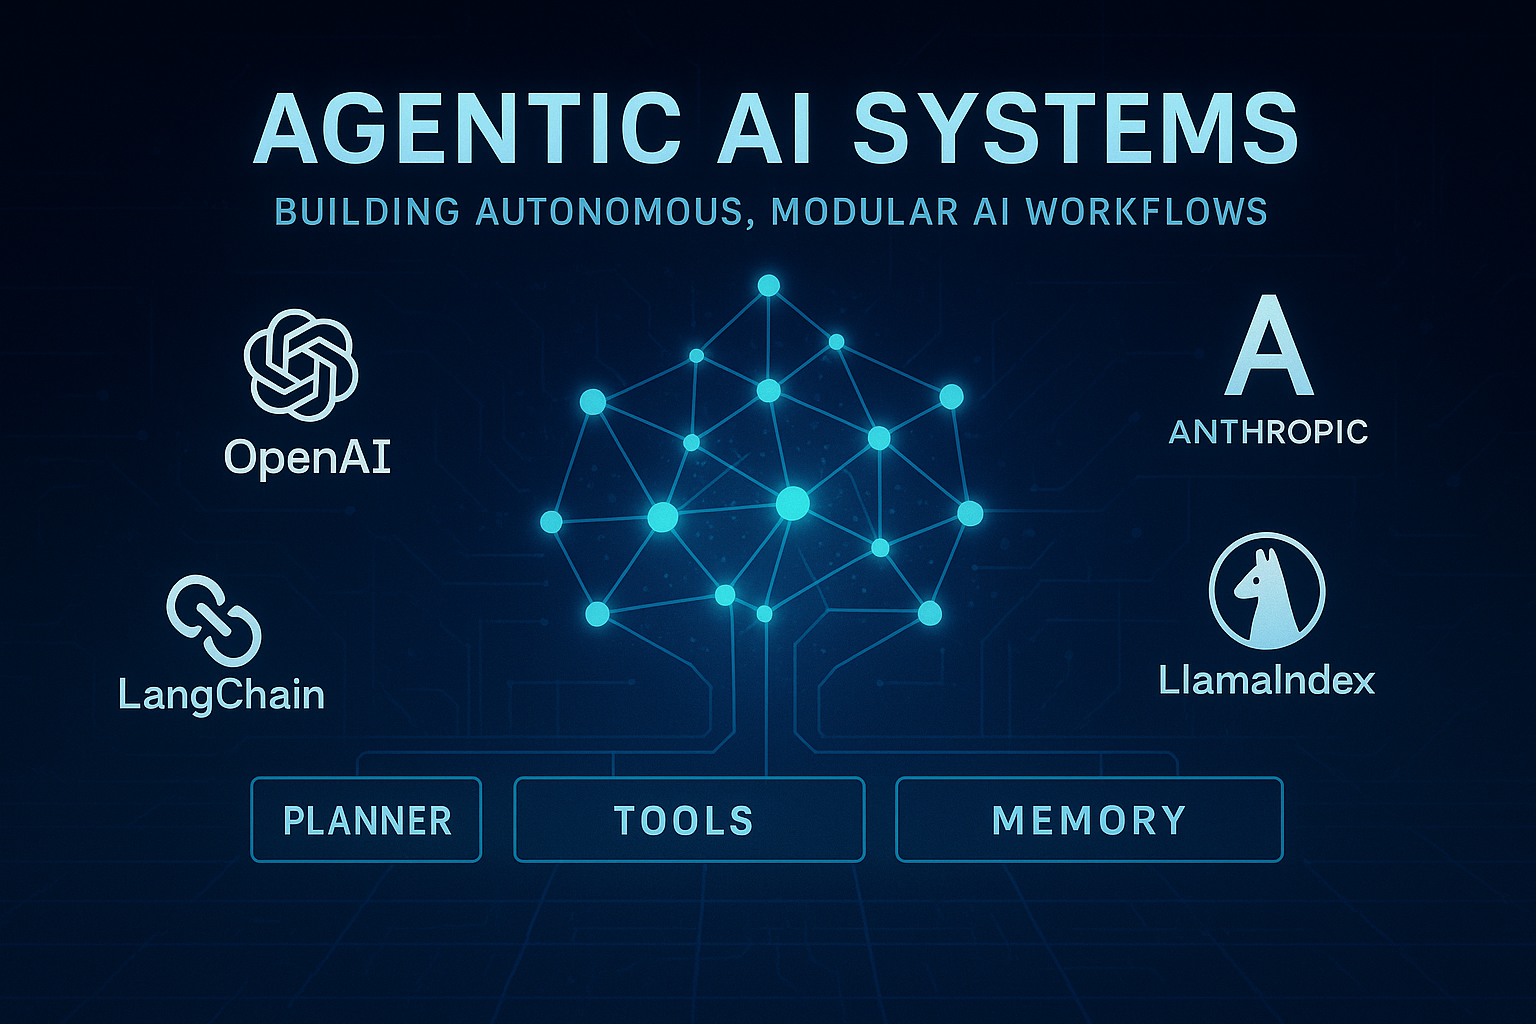 AGENTIC AI SYSTEMS
BUILDING AUTONOMOUS, MODULAR AI WORKFLOWS
OpenAI
A
ANTHROPIC
LangChain
LlamaIndex
PLANNER
TOOLS
MEMORY